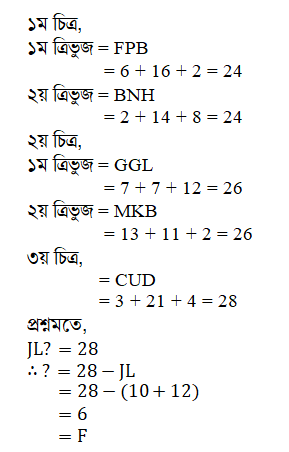 ১ম চিত্র,
১ম ত্রিভুজ = FPB
= 6 + 16 + 2 = 24
২য় ত্রিভুজ = BNH
= 2 + 14 + 8 = 24
২য় চিত্র,
১ম ত্রিভুজ = GGL
= 7 + 7 + 12 = 26
২য় ত্রিভুজ = MKB
= 13 + 11 + 2 = 26
৩য় চিত্র,
= CUD
= 3 + 21 + 4 = 28
প্রশ্নমতে,
JL? = 28
∴ ? = 28 − JL
= 28 − (10 + 12)
= 6
= F